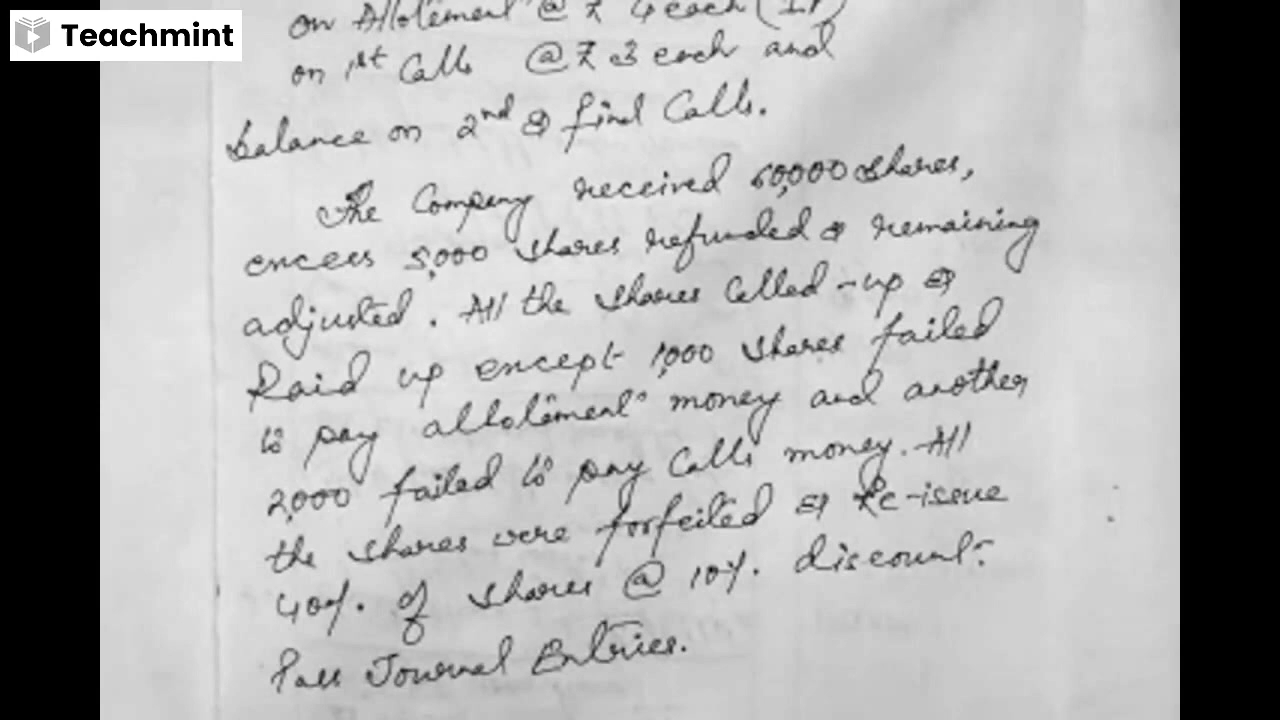 Teachmint
on Allotement @ ₹ 4 each (
on 1st Calls @ ₹ 3 each and
balance on 2nd & final Calls.
The Company received 60,000 shares,
excess 5,000 shares refunded & remaining
adjusted. All the shares Called-up &
Paid up except 1,000 shares failed
to pay allotement money and another
2,000 failed to pay Calls money. All
the shares were forfeited & Re-issue
40% of shares @ 10% discount.
Pass Journal Entries.